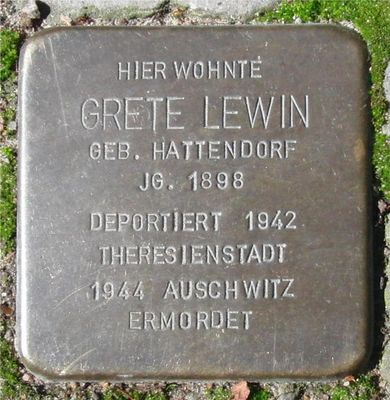 HIER WOHNTE
GRETE LEWIN
GEB. HATTENDORF
JG. 1898
DEPORTIERT 1942
THERESIENSTADT
1944 AUSCHWITZ
ERMORDET